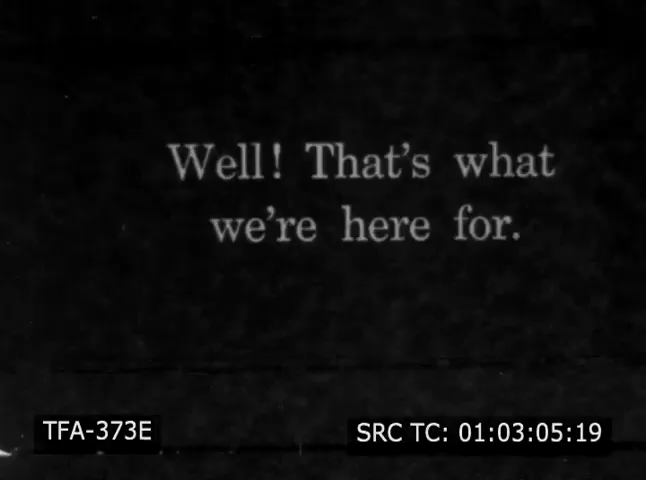 Well! That's what
we're here for.
TFA-373E
SRC TC: 01:03:05:19